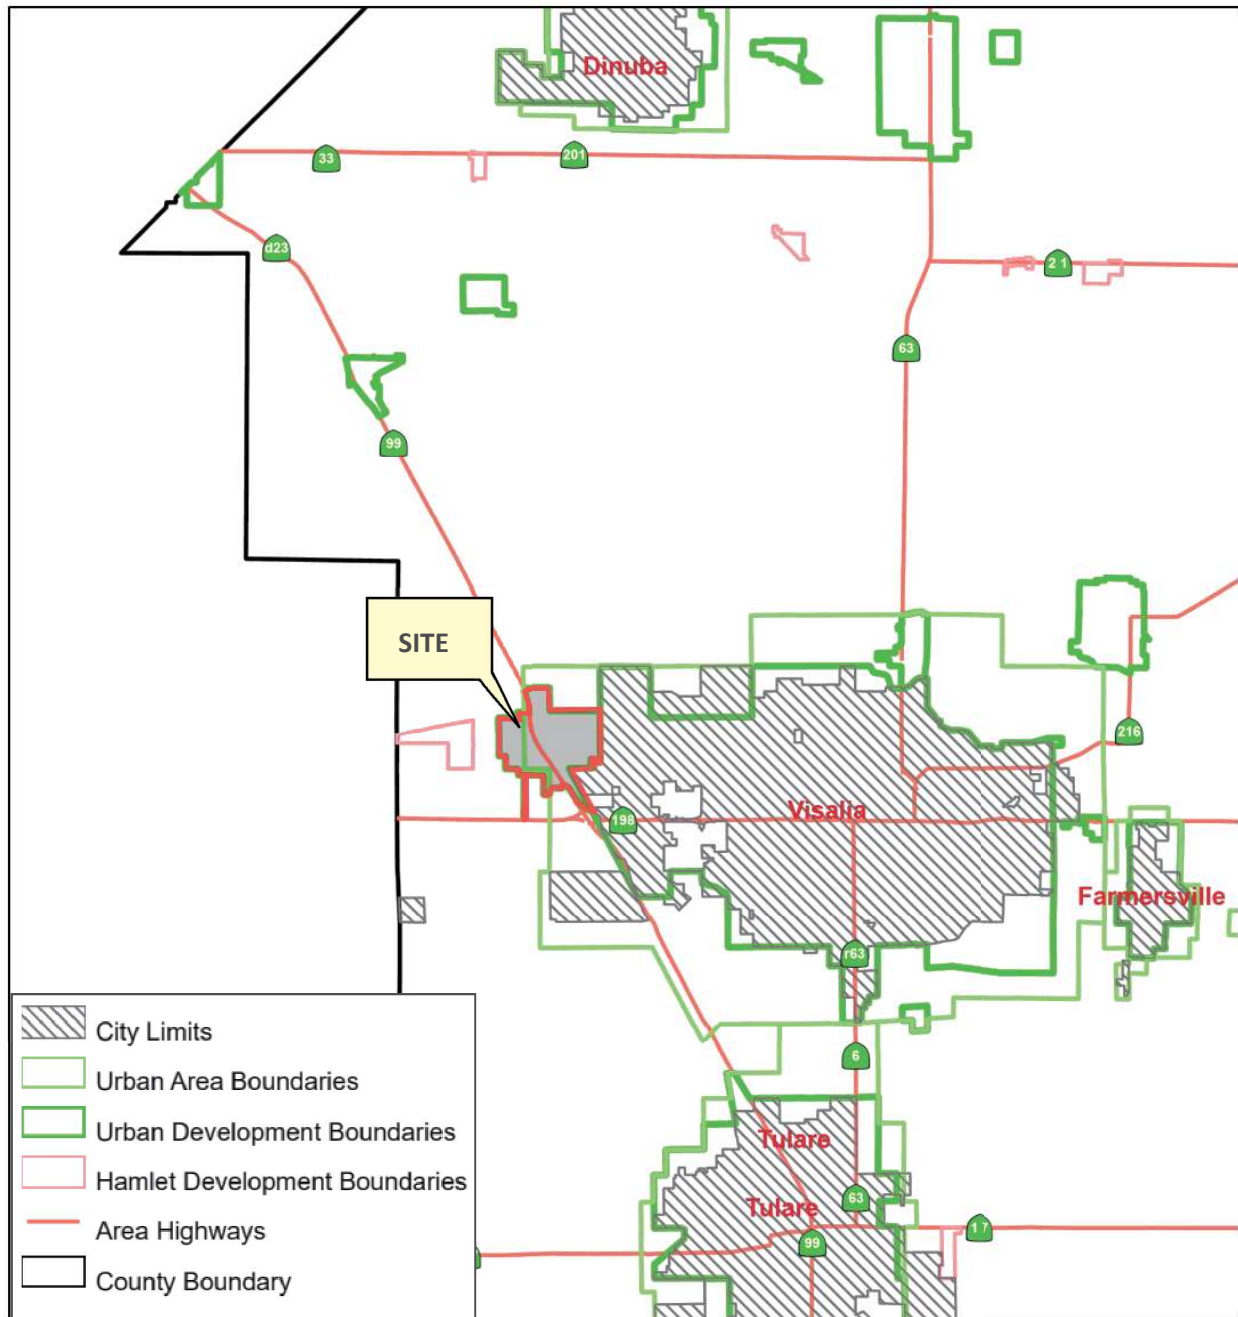 Dinuba
33
201
d23
2 1
63
99
SITE
216
198
Visalia
Farmersville
r63
6
Tulare
Tulare
63
99
1 7
City Limits
Urban Area Boundaries
Urban Development Boundaries
Hamlet Development Boundaries
Area Highways
County Boundary